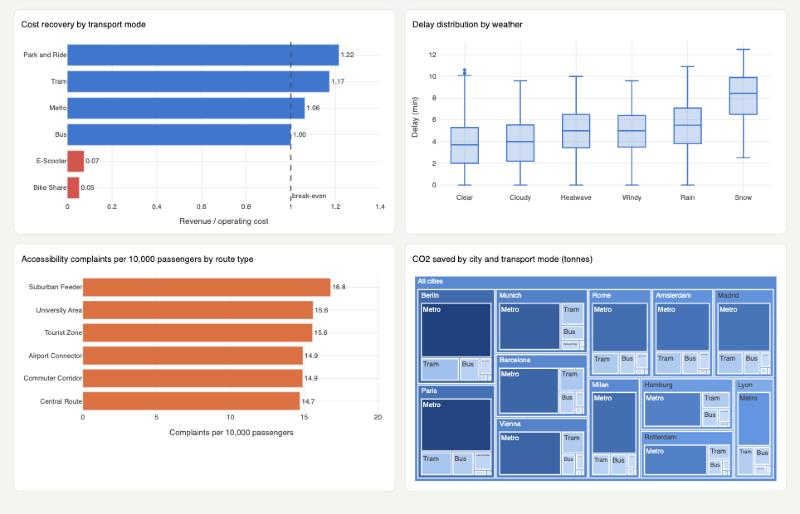 Cost recovery by transport mode
Park and Ride 1.22
Tram 1.17
Metro 1.06
Bus 1.00
E-Scooter 0.07
Bike Share 0.05
break-even
0 0.2 0.4 0.6 0.8 1 1.2 1.4
Revenue / operating cost
Delay distribution by weather
12
10
8
6
4
2
0
Delay (min)
Clear Cloudy Heatwave Windy Rain Snow
Accessibility complaints per 10,000 passengers by route type
Suburban Feeder 16.8
University Area 15.6
Tourist Zone 15.6
Airport Connector 14.9
Commuter Corridor 14.9
Central Route 14.7
0 5 10 15 20
Complaints per 10,000 passengers
CO2 saved by city and transport mode (tonnes)
All cities
Berlin
Metro
Tram Bus
Paris
Metro
Tram Bus
Munich
Metro Tram
Bus
Barcelona
Metro Tram
Bus
Vienna
Metro Tram
Bus
Rome
Metro
Tram Bus
Amsterdam
Metro
Tram Bus
Madrid
Metro
Tram Bus
Milan
Metro
Tram Bus
Hamburg
Metro Tram
Bus
Rotterdam
Metro Tram
Bus
Lyon
Metro
Tram Bus